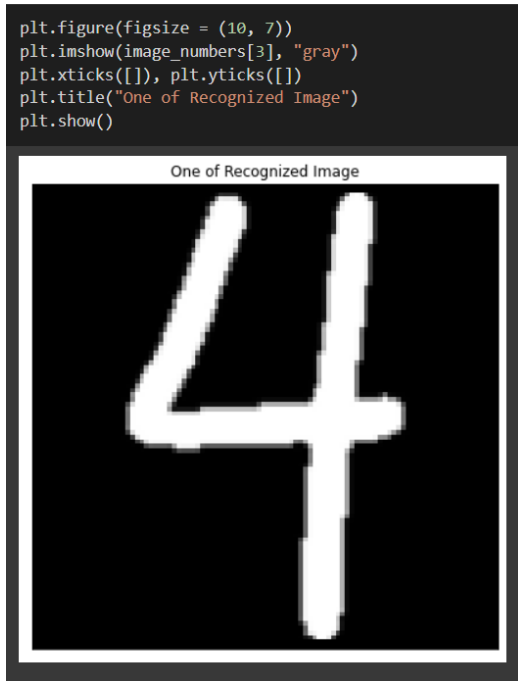 plt.figure(figsize = (10, 7))
plt.imshow(image_numbers[3], "gray")
plt.xticks([]), plt.yticks([])
plt.title("One of Recognized Image")
plt.show()
One of Recognized Image
4